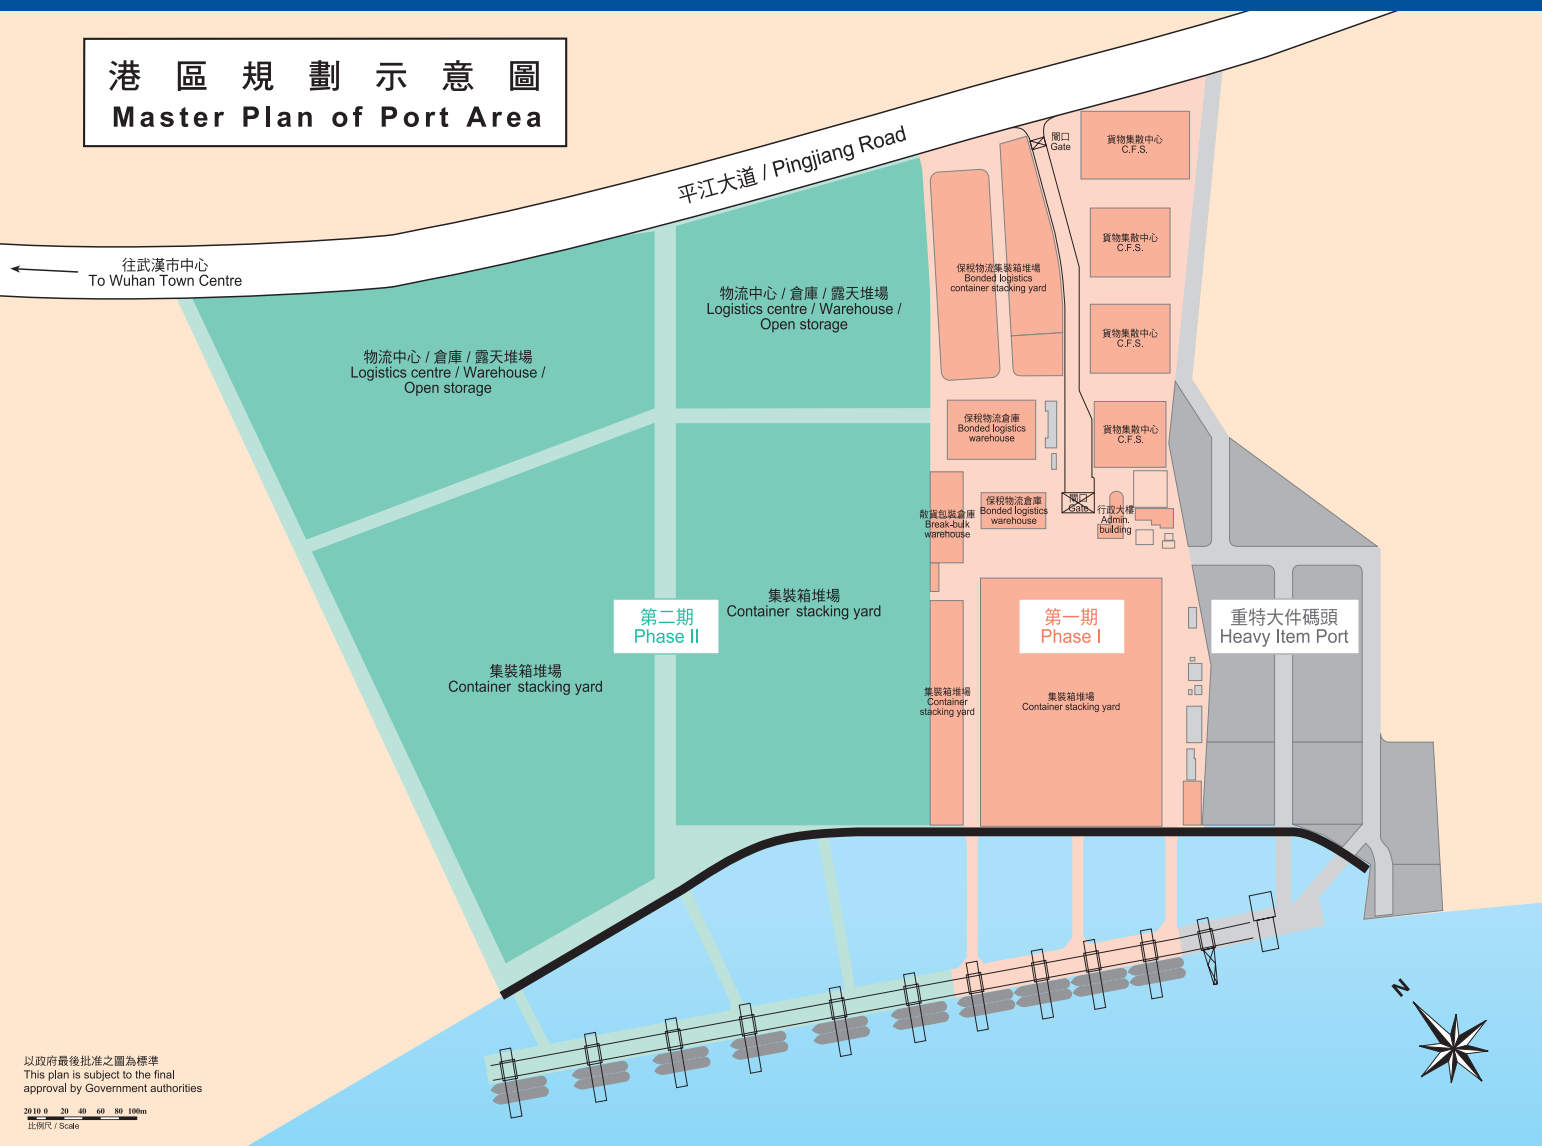 港區規劃示意圖
Master Plan of Port Area
平江大道 / Pingjiang Road
往武漢市中心
To Wuhan Town Centre
閘口
Gate
貨物集散中心
C.F.S.
貨物集散中心
C.F.S.
保稅物流集裝箱堆場
Bonded logistics
container stacking yard
物流中心 / 倉庫 / 露天堆場
Logistics centre / Warehouse /
Open storage
貨物集散中心
C.F.S.
物流中心 / 倉庫 / 露天堆場
Logistics centre / Warehouse /
Open storage
保稅物流倉庫
Bonded logistics
warehouse
貨物集散中心
C.F.S.
散貨包裝倉庫
Break-bulk
warehouse
保稅物流倉庫
Bonded logistics
warehouse
閘口
Gate
行政大樓
Admin.
building
集裝箱堆場
Container stacking yard
第二期
Phase II
第一期
Phase I
重特大件碼頭
Heavy Item Port
集裝箱堆場
Container stacking yard
集裝箱堆場
Container
stacking yard
集裝箱堆場
Container stacking yard
N
以政府最後批准之圖為標準
This plan is subject to the final
approval by Government authorities
20 10 0 20 40 60 80 100m
比例尺 / Scale